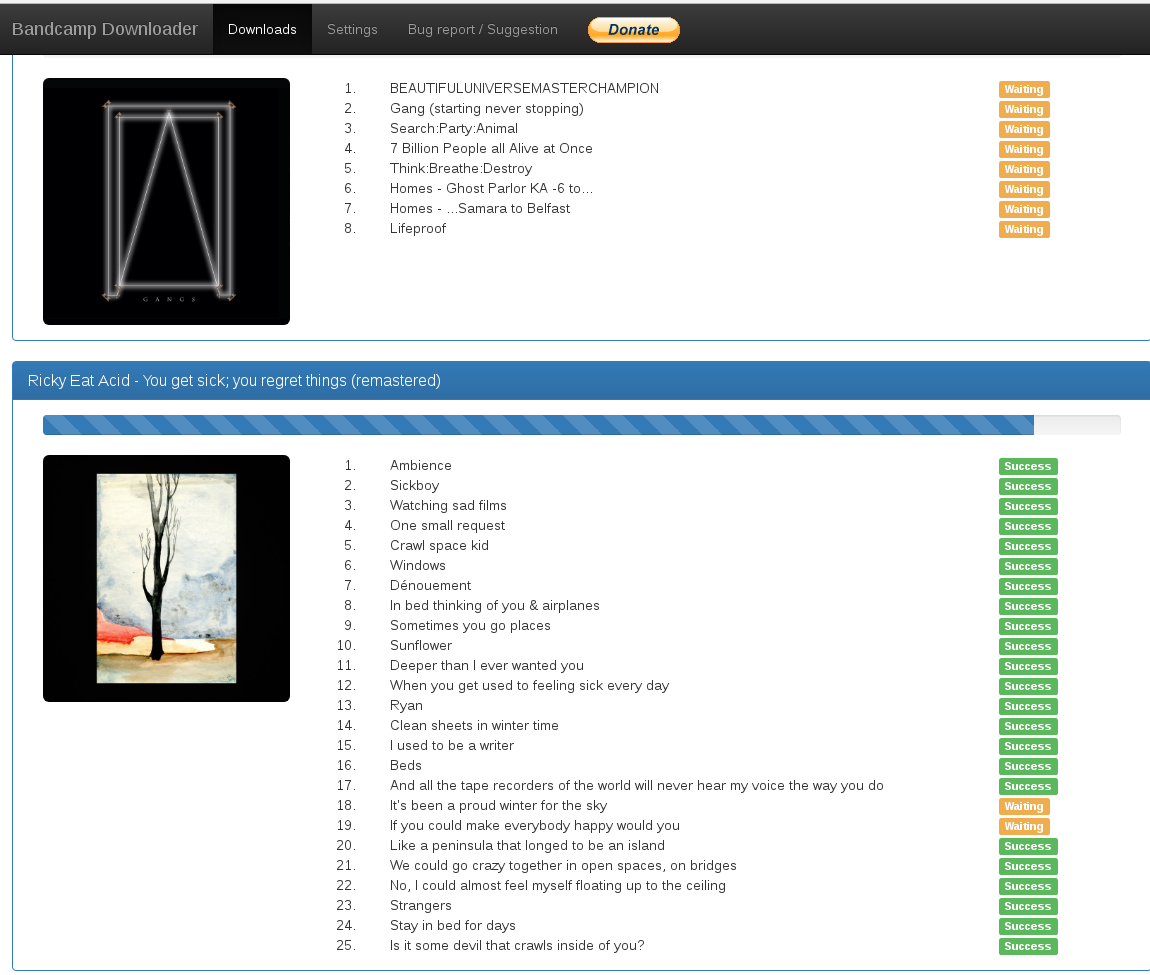 Bandcamp Downloader Downloads Settings Bug report / Suggestion Donate
1. BEAUTIFULUNIVERSEMASTERCHAMPION Waiting
2. Gang (starting never stopping) Waiting
3. Search:Party:Animal Waiting
4. 7 Billion People all Alive at Once Waiting
5. Think:Breathe:Destroy Waiting
6. Homes - Ghost Parlor KA -6 to... Waiting
7. Homes - ...Samara to Belfast Waiting
8. Lifeproof Waiting
GANGS
Ricky Eat Acid - You get sick; you regret things (remastered)
1. Ambience Success
2. Sickboy Success
3. Watching sad films Success
4. One small request Success
5. Crawl space kid Success
6. Windows Success
7. Dénouement Success
8. In bed thinking of you & airplanes Success
9. Sometimes you go places Success
10. Sunflower Success
11. Deeper than I ever wanted you Success
12. When you get used to feeling sick every day Success
13. Ryan Success
14. Clean sheets in winter time Success
15. I used to be a writer Success
16. Beds Success
17. And all the tape recorders of the world will never hear my voice the way you do Success
18. It's been a proud winter for the sky Waiting
19. If you could make everybody happy would you Waiting
20. Like a peninsula that longed to be an island Success
21. We could go crazy together in open spaces, on bridges Success
22. No, I could almost feel myself floating up to the ceiling Success
23. Strangers Success
24. Stay in bed for days Success
25. Is it some devil that crawls inside of you? Success